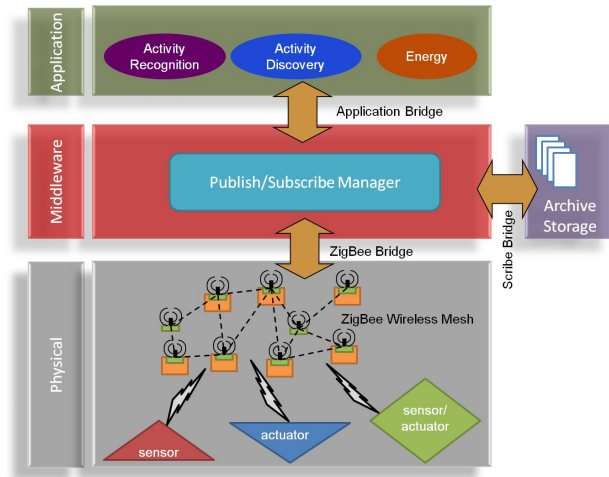 Application
Activity
Recognition
Activity
Discovery
Energy
Application Bridge
Middleware
Publish/Subscribe Manager
Archive
Storage
Scribe Bridge
ZigBee Bridge
Physical
ZigBee Wireless Mesh
sensor
actuator
sensor/
actuator